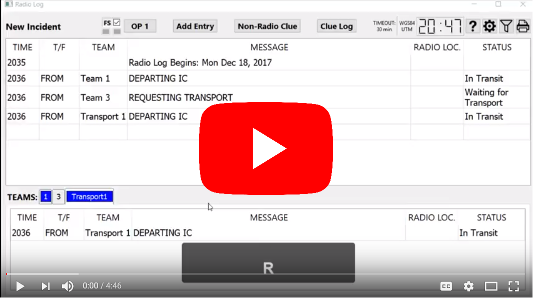 Radio Log
New Incident FS OP 1 Add Entry Non-Radio Clue Clue Log TIMEOUT: 30 min WGS84 UTM 20:47 ?
TIME T/F TEAM MESSAGE RADIO LOC. STATUS
2035 Radio Log Begins: Mon Dec 18, 2017
2036 FROM Team 1 DEPARTING IC In Transit
2036 FROM Team 3 REQUESTING TRANSPORT Waiting for Transport
2036 FROM Transport 1 DEPARTING IC In Transit
TEAMS: 1 3 Transport1
TIME T/F TEAM MESSAGE RADIO LOC. STATUS
2036 FROM Transport 1 DEPARTING IC In Transit
R
0:00 / 4:46 CC